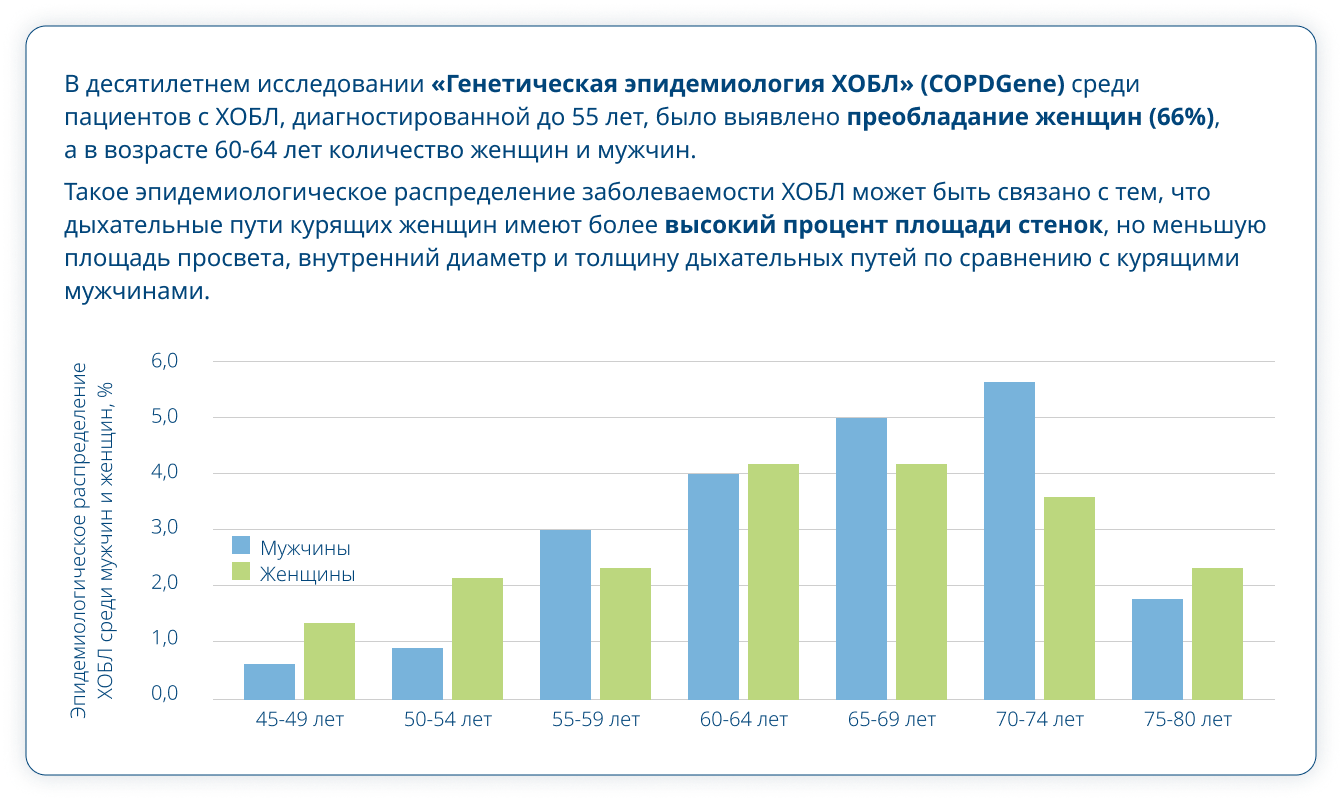 В десятилетнем исследовании «Генетическая эпидемиология ХОБЛ» (COPDGene) среди
пациентов с ХОБЛ, диагностированной до 55 лет, было выявлено преобладание женщин (66%),
а в возрасте 60-64 лет количество женщин и мужчин.
Такое эпидемиологическое распределение заболеваемости ХОБЛ может быть связано с тем, что
дыхательные пути курящих женщин имеют более высокий процент площади стенок, но меньшую
площадь просвета, внутренний диаметр и толщину дыхательных путей по сравнению с курящими
мужчинами.
Эпидемиологическое распределение
ХОБЛ среди мужчин и женщин, %
6,0
5,0
4,0
3,0
2,0
1,0
0,0
Мужчины
Женщины
45-49 лет
50-54 лет
55-59 лет
60-64 лет
65-69 лет
70-74 лет
75-80 лет